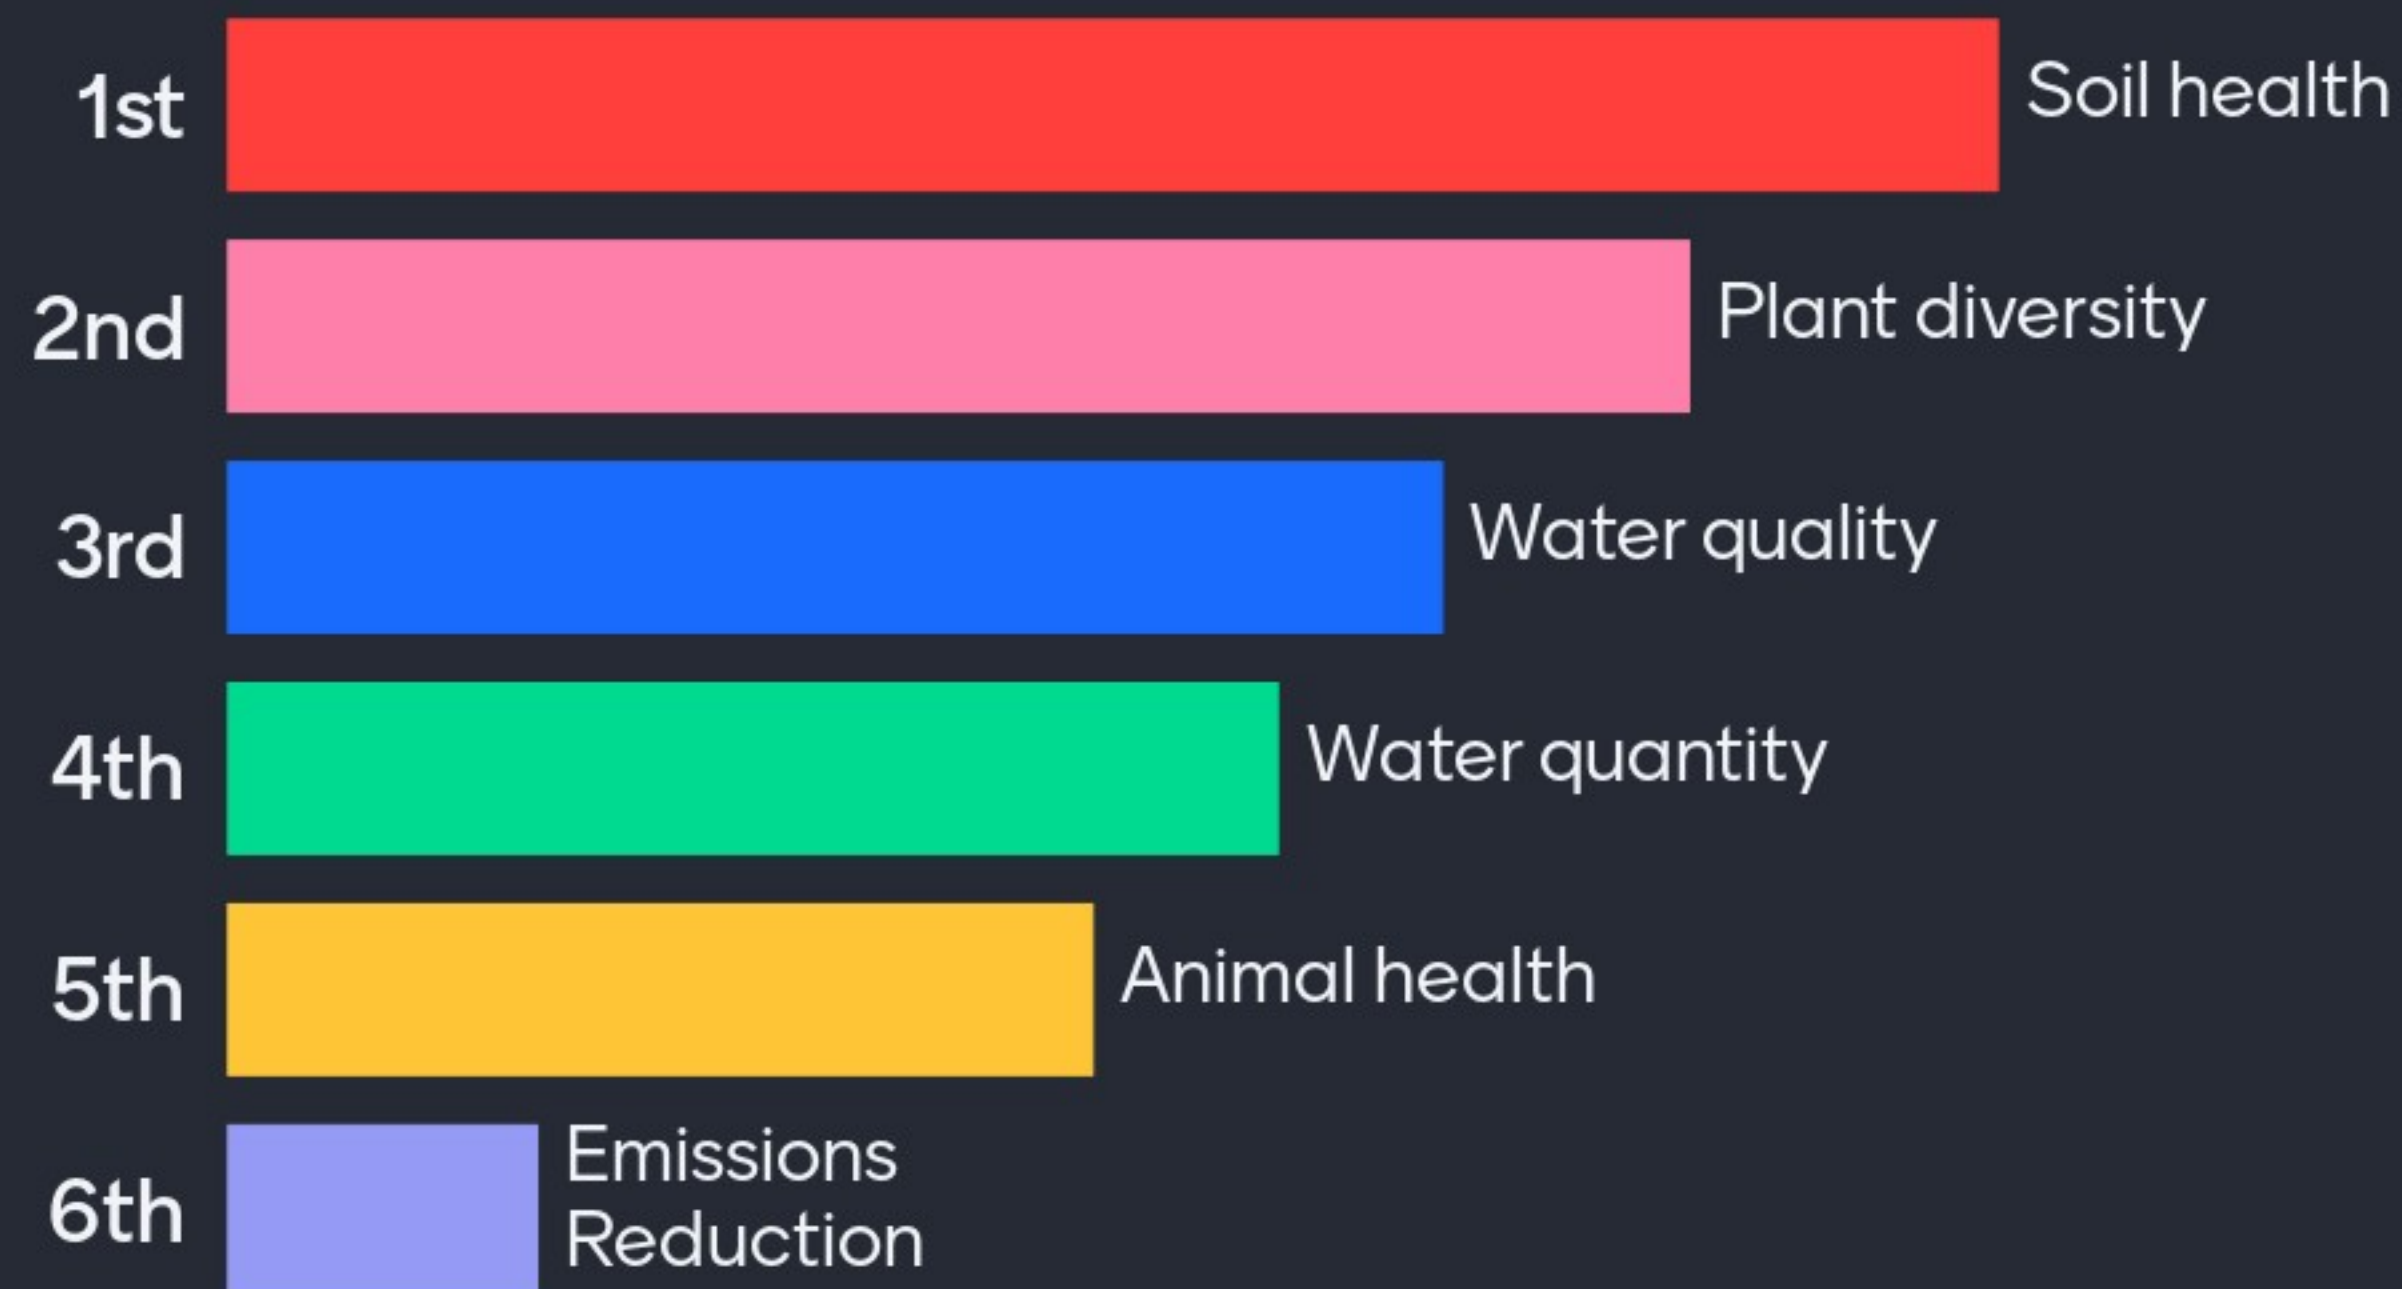 1st
Soil health
2nd
Plant diversity
3rd
Water quality
4th
Water quantity
5th
Animal health
6th
Emissions
Reduction